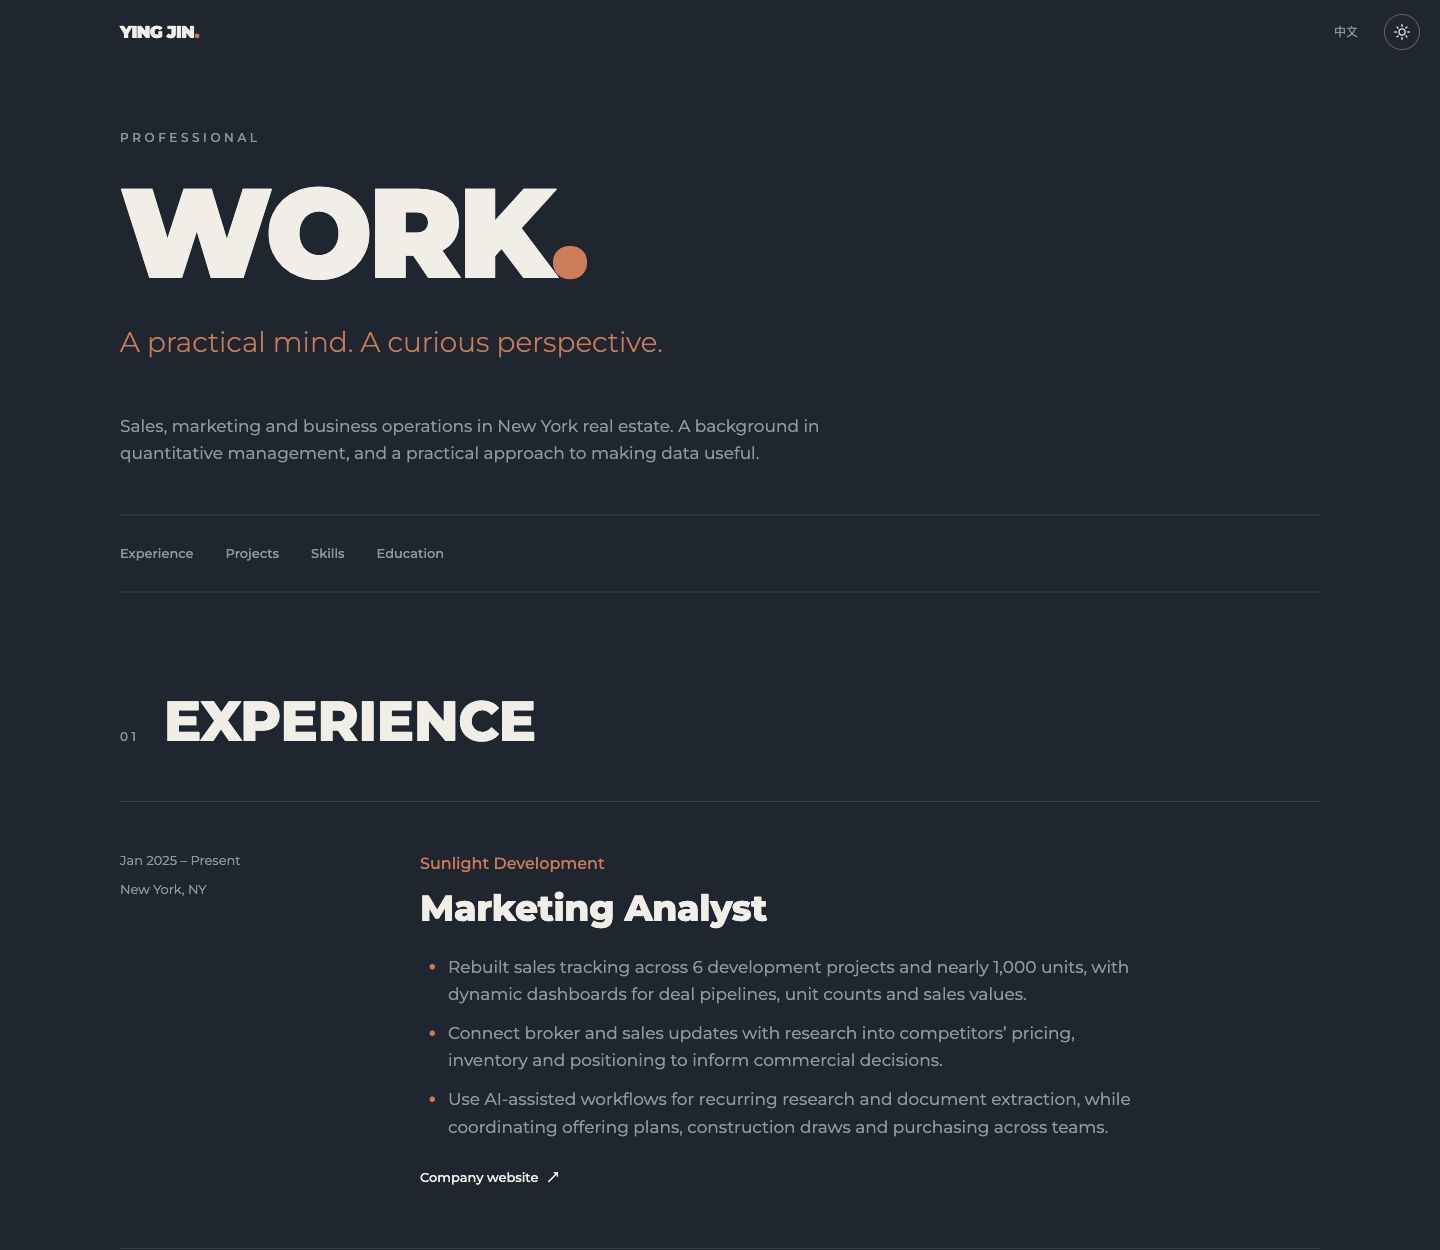 YING JIN.
中文
PROFESSIONAL
WORK.
A practical mind. A curious perspective.
Sales, marketing and business operations in New York real estate. A background in
quantitative management, and a practical approach to making data useful.
Experience Projects Skills Education
01 EXPERIENCE
Jan 2025 – Present
New York, NY
Sunlight Development
Marketing Analyst
• Rebuilt sales tracking across 6 development projects and nearly 1,000 units, with
dynamic dashboards for deal pipelines, unit counts and sales values.
• Connect broker and sales updates with research into competitors’ pricing,
inventory and positioning to inform commercial decisions.
• Use AI-assisted workflows for recurring research and document extraction, while
coordinating offering plans, construction draws and purchasing across teams.
Company website ↗